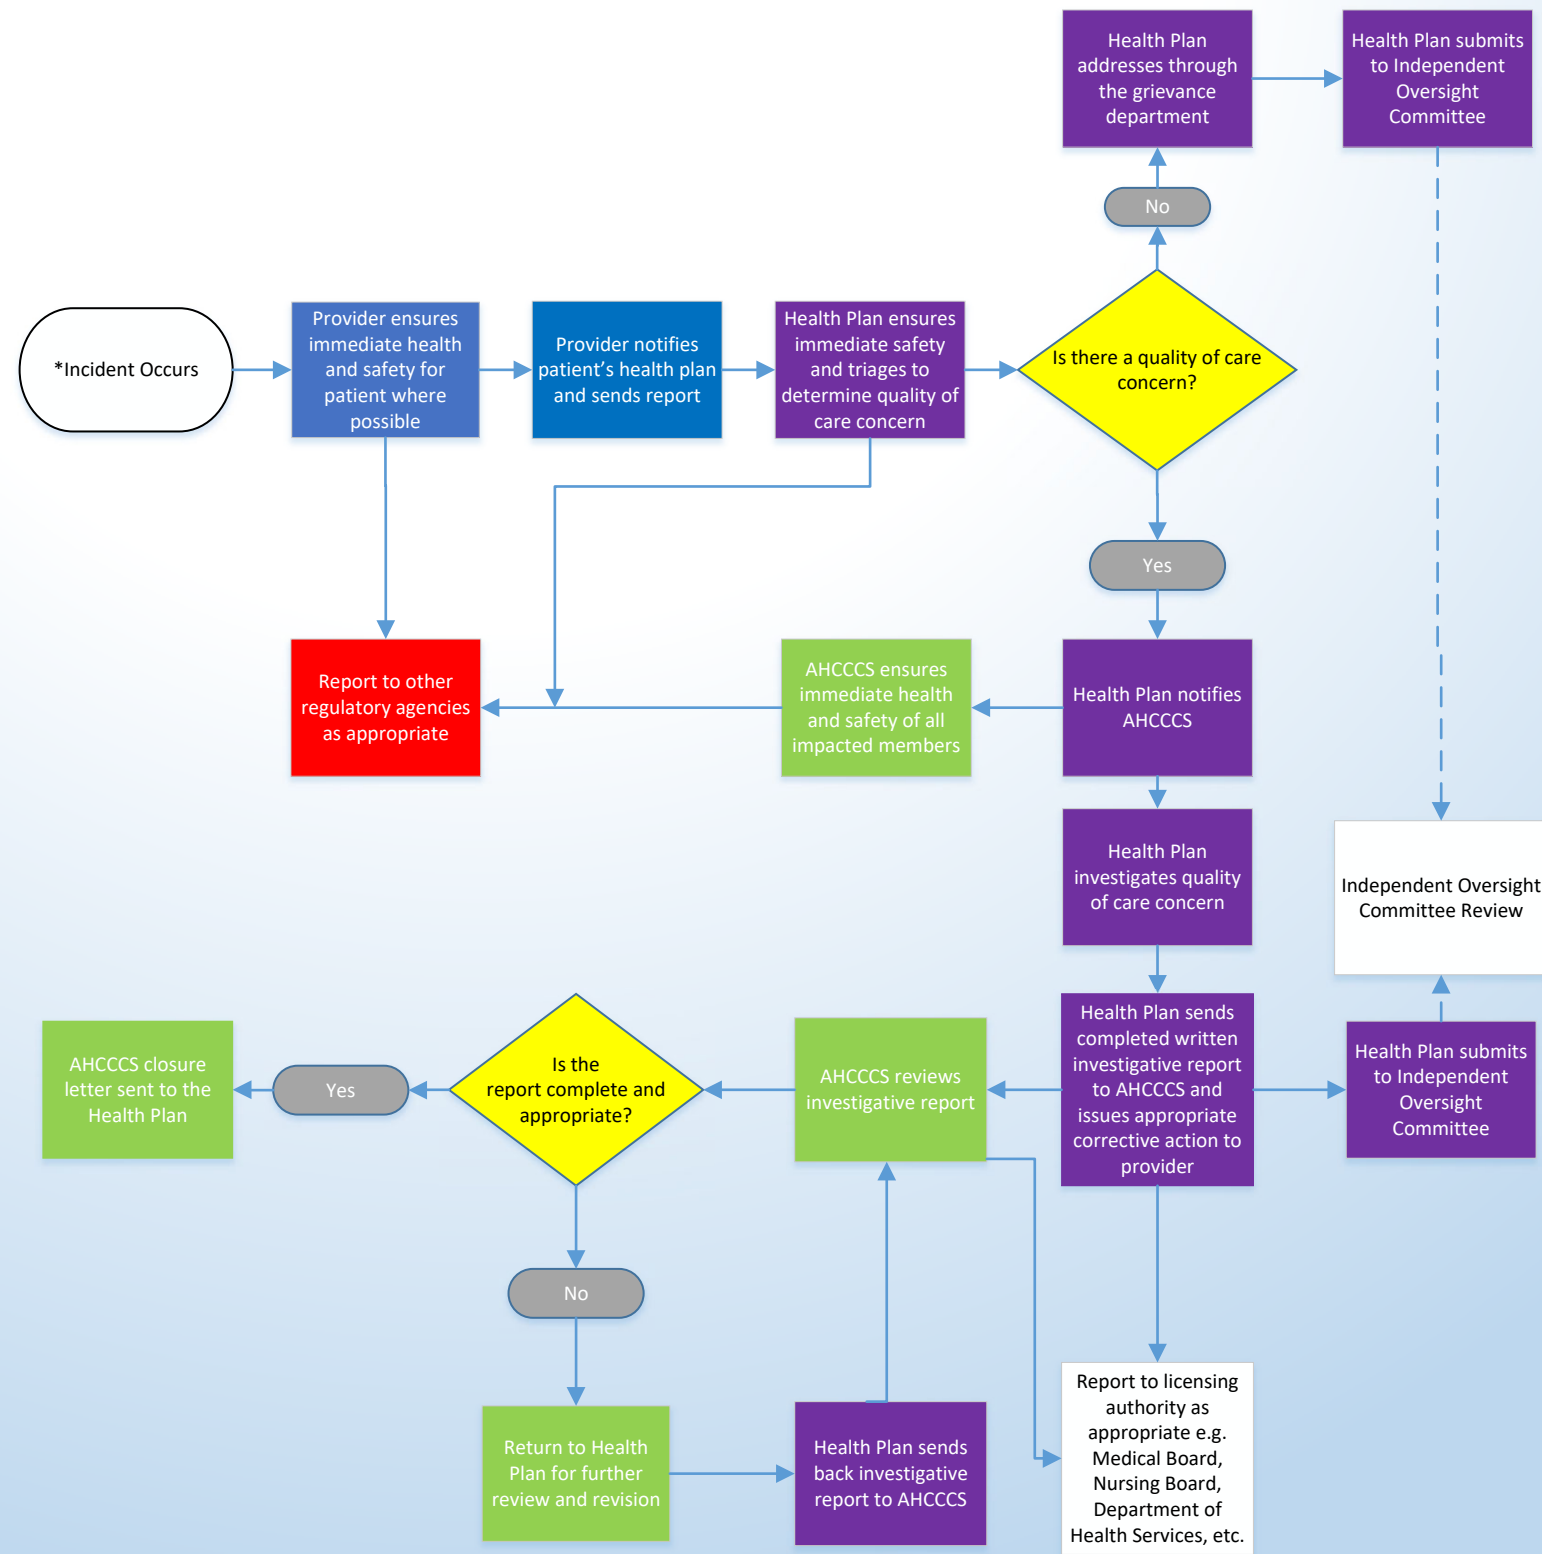 Health Plan
addresses through
the grievance
department
Health Plan submits
to Independent
Oversight
Committee
No
*Incident Occurs
Provider ensures
immediate health
and safety for
patient where
possible
Provider notifies
patient’s health plan
and sends report
Health Plan ensures
immediate safety
and triages to
determine quality of
care concern
Is there a quality of care
concern?
Yes
Report to other
regulatory agencies
as appropriate
AHCCCS ensures
immediate health
and safety of all
impacted members
Health Plan notifies
AHCCCS
Health Plan
investigates quality
of care concern
Independent Oversight
Committee Review
AHCCCS closure
letter sent to the
Health Plan
Yes
Is the
report complete and
appropriate?
AHCCCS reviews
investigative report
Health Plan sends
completed written
investigative report
to AHCCCS and
issues appropriate
corrective action to
provider
Health Plan submits
to Independent
Oversight
Committee
No
Return to Health
Plan for further
review and revision
Health Plan sends
back investigative
report to AHCCCS
Report to licensing
authority as
appropriate e.g.
Medical Board,
Nursing Board,
Department of
Health Services, etc.